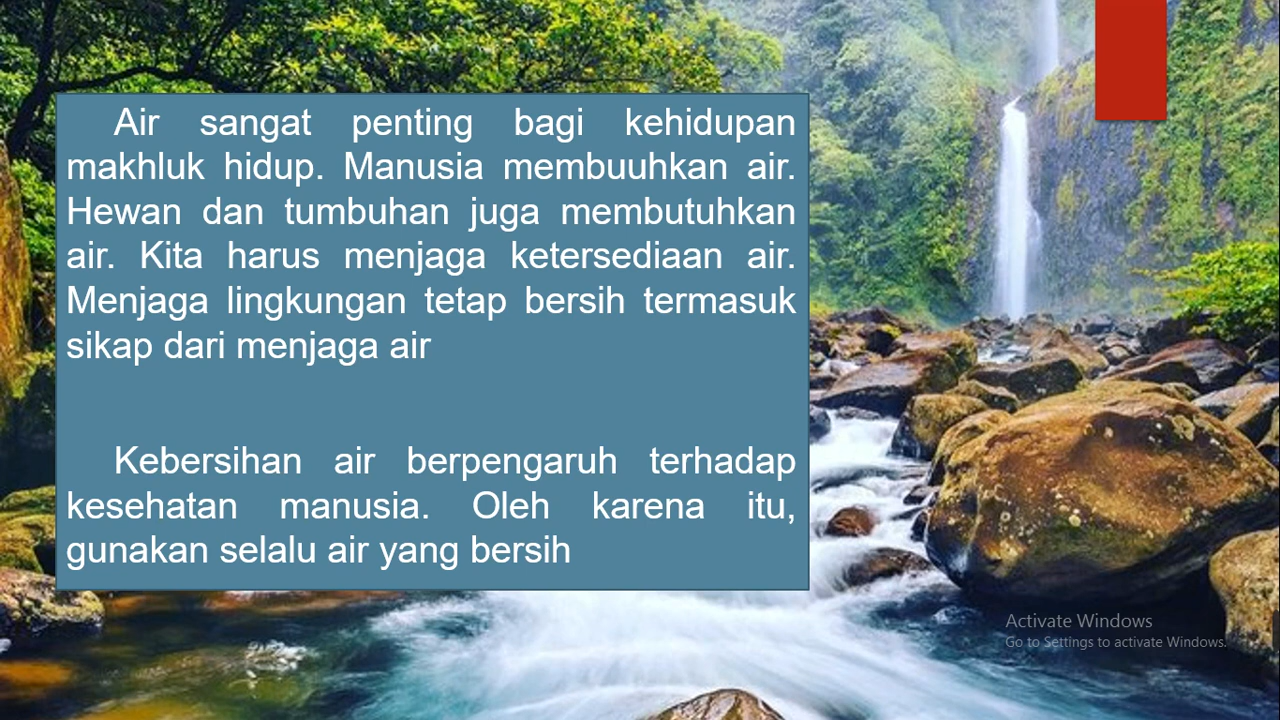 Air sangat penting bagi kehidupan
makhluk hidup. Manusia membuuhkan air.
Hewan dan tumbuhan juga membutuhkan
air. Kita harus menjaga ketersediaan air.
Menjaga lingkungan tetap bersih termasuk
sikap dari menjaga air
Kebersihan air berpengaruh terhadap
kesehatan manusia. Oleh karena itu,
gunakan selalu air yang bersih
Activate Windows
Go to Settings to activate Windows.